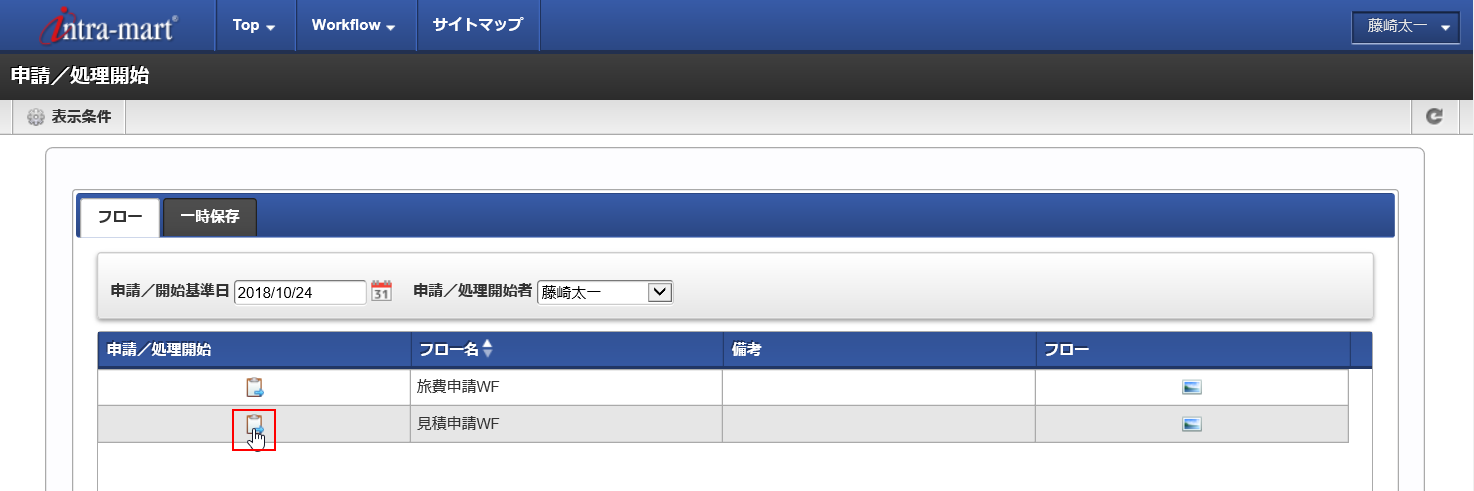 intra-mart® Top Workflow サイトマップ 藤崎太一
申請／処理開始
表示条件
フロー 一時保存
申請／開始基準日 2018/10/24 31 申請／処理開始者 藤崎太一
申請／処理開始 フロー名 備考 フロー
旅費申請WF
見積申請WF